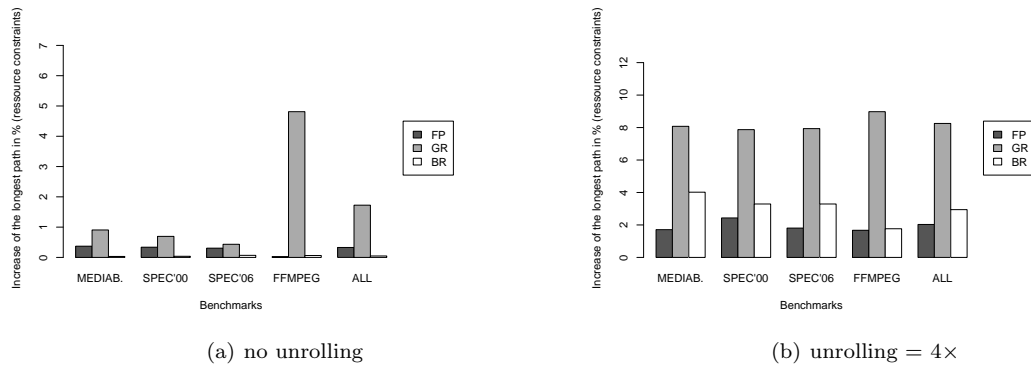 Increase of the longest path in % (ressource constraints)
7
6
5
4
3
2
1
0
MEDIAB. SPEC'00 SPEC'06 FFMPEG ALL
Benchmarks
FP
GR
BR
(a) no unrolling
Increase of the longest path in % (ressource constraints)
12
10
8
6
4
2
0
MEDIAB. SPEC'00 SPEC'06 FFMPEG ALL
Benchmarks
FP
GR
BR
(b) unrolling = 4×